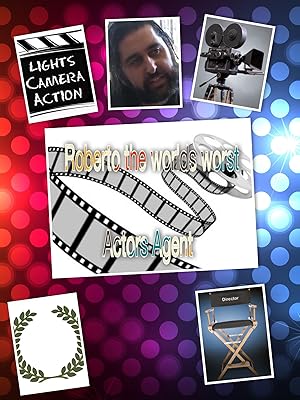 LIGHTS
CAMERA
ACTION
Roberto the worlds worst
Actors Agent
Director